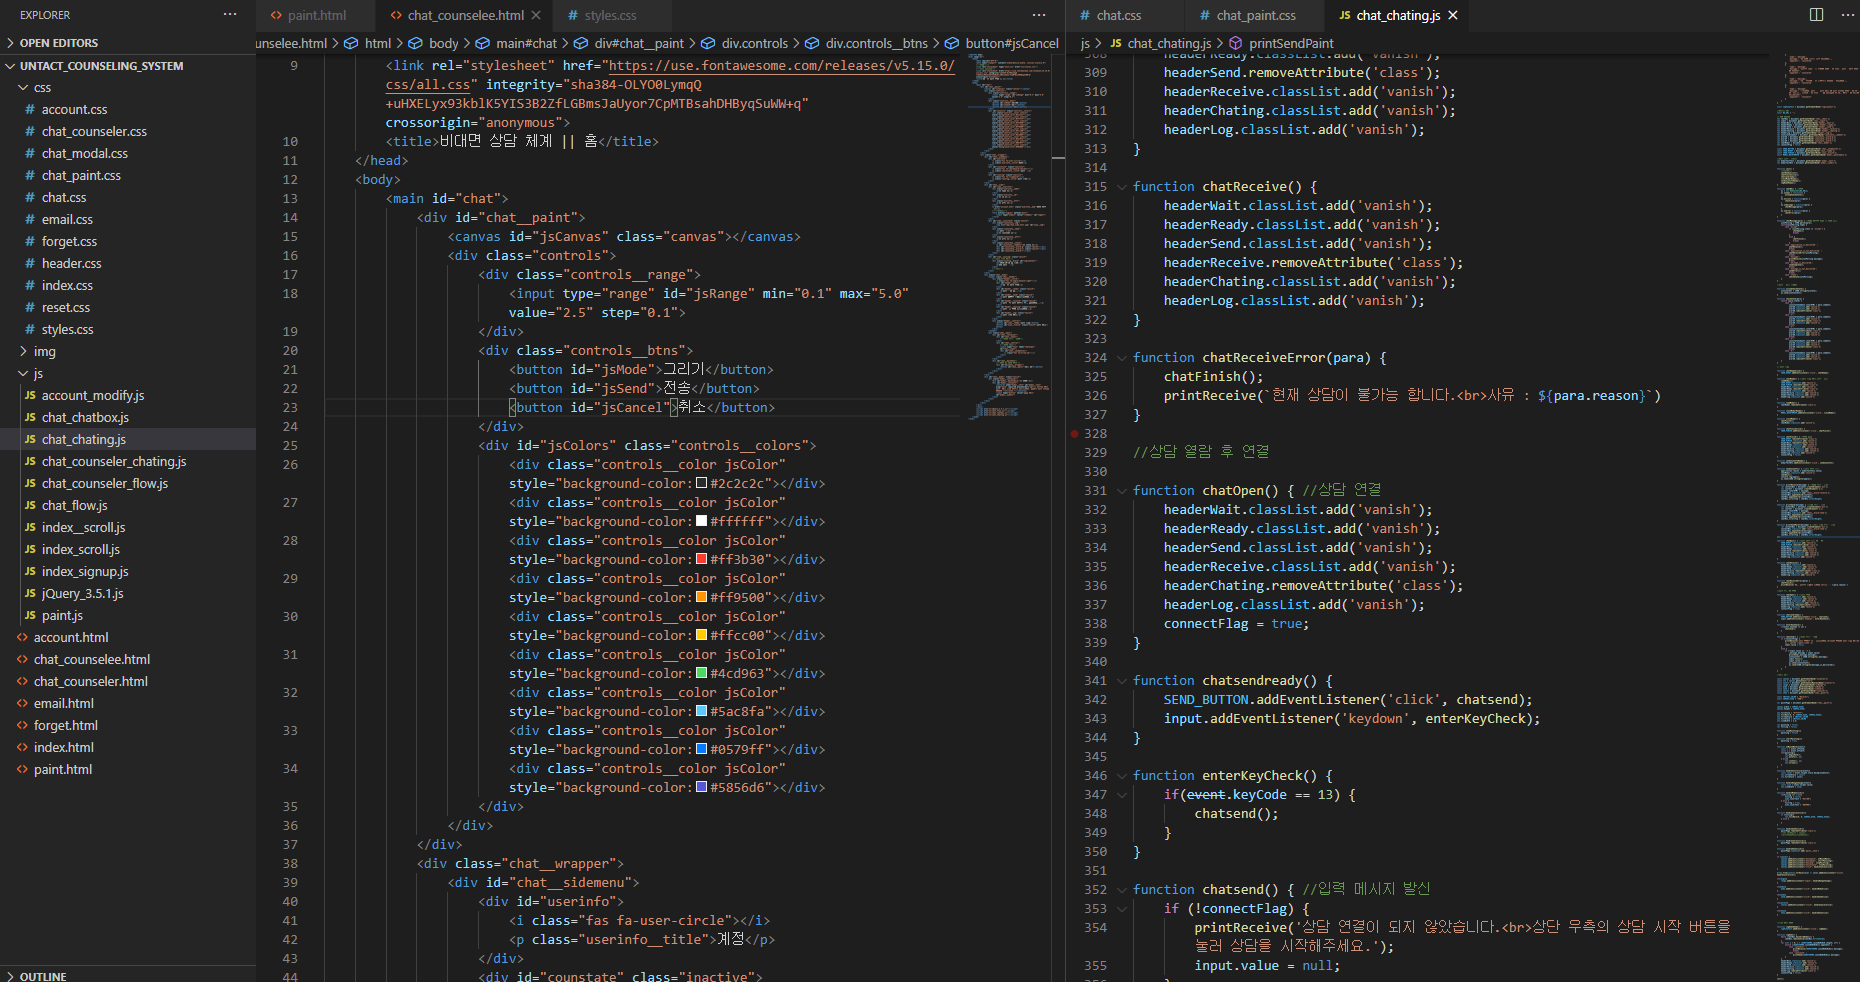 EXPLORER
···
OPEN EDITORS
UNTACT_COUNSELING_SYSTEM
css
# account.css
# chat_counseler.css
# chat_modal.css
# chat_paint.css
# chat.css
# email.css
# forget.css
# header.css
# index.css
# reset.css
# styles.css
img
js
JS account_modify.js
JS chat_chatbox.js
JS chat_chating.js
JS chat_counseler_chating.js
JS chat_counseler_flow.js
JS chat_flow.js
JS index__scroll.js
JS index_scroll.js
JS index_signup.js
JS jQuery_3.5.1.js
JS paint.js
<> account.html
<> chat_counselee.html
<> chat_counseler.html
<> email.html
<> forget.html
<> index.html
<> paint.html
OUTLINE
<> paint.html <> chat_counselee.html × # styles.css ···
unselee.html > html > body > main#chat > div#chat__paint > div.controls > div.controls__btns > button#jsCancel
9 <link rel="stylesheet" href="https://use.fontawesome.com/releases/v5.15.0/
css/all.css" integrity="sha384-OLYO0LymqQ
+uHXELyx93kblK5YIS3B2ZfLGBmsJaUyor7CpMTBsahDHByqSuWW+q"
crossorigin="anonymous">
10 <title>비대면 상담 체계 || 홈</title>
11 </head>
12 <body>
13 <main id="chat">
14 <div id="chat__paint">
15 <canvas id="jsCanvas" class="canvas"></canvas>
16 <div class="controls">
17 <div class="controls__range">
18 <input type="range" id="jsRange" min="0.1" max="5.0"
value="2.5" step="0.1">
19 </div>
20 <div class="controls__btns">
21 <button id="jsMode">그리기</button>
22 <button id="jsSend">전송</button>
23 <button id="jsCancel">취소</button>
24 </div>
25 <div id="jsColors" class="controls__colors">
26 <div class="controls__color jsColor"
style="background-color:#2c2c2c"></div>
27 <div class="controls__color jsColor"
style="background-color:#ffffff"></div>
28 <div class="controls__color jsColor"
style="background-color:#ff3b30"></div>
29 <div class="controls__color jsColor"
style="background-color:#ff9500"></div>
30 <div class="controls__color jsColor"
style="background-color:#ffcc00"></div>
31 <div class="controls__color jsColor"
style="background-color:#4cd963"></div>
32 <div class="controls__color jsColor"
style="background-color:#5ac8fa"></div>
33 <div class="controls__color jsColor"
style="background-color:#0579ff"></div>
34 <div class="controls__color jsColor"
style="background-color:#5856d6"></div>
35 </div>
36 </div>
37 </div>
38 <div class="chat__wrapper">
39 <div id="chat__sidemenu">
40 <div id="userinfo">
41 <i class="fas fa-user-circle"></i>
42 <p class="userinfo__title">계정</p>
43 </div>
44 <div id="counstate" class="inactive">
# chat.css # chat_paint.css JS chat_chating.js × ···
js > JS chat_chating.js > printSendPaint
308 headerReady.classList.add('vanish');
309 headerSend.removeAttribute('class');
310 headerReceive.classList.add('vanish');
311 headerChating.classList.add('vanish');
312 headerLog.classList.add('vanish');
313 }
314
315 function chatReceive() {
316 headerWait.classList.add('vanish');
317 headerReady.classList.add('vanish');
318 headerSend.classList.add('vanish');
319 headerReceive.removeAttribute('class');
320 headerChating.classList.add('vanish');
321 headerLog.classList.add('vanish');
322 }
323
324 function chatReceiveError(para) {
325 chatFinish();
326 printReceive(`현재 상담이 불가능 합니다.<br>사유 : ${para.reason}`)
327 }
328
329 //상담 열람 후 연결
330
331 function chatOpen() { //상담 연결
332 headerWait.classList.add('vanish');
333 headerReady.classList.add('vanish');
334 headerSend.classList.add('vanish');
335 headerReceive.classList.add('vanish');
336 headerChating.removeAttribute('class');
337 headerLog.classList.add('vanish');
338 connectFlag = true;
339 }
340
341 function chatsendready() {
342 SEND_BUTTON.addEventListener('click', chatsend);
343 input.addEventListener('keydown', enterKeyCheck);
344 }
345
346 function enterKeyCheck() {
347 if(event.keyCode == 13) {
348 chatsend();
349 }
350 }
351
352 function chatsend() { //입력 메시지 발신
353 if (!connectFlag) {
354 printReceive('상담 연결이 되지 않았습니다.<br>상단 우측의 상담 시작 버튼을
눌러 상담을 시작해주세요.');
355 input.value = null;
356 }